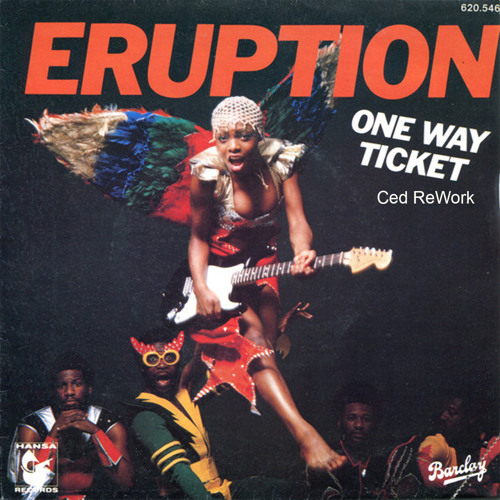 620.546
ERUPTION
ONE WAY
TICKET
Ced ReWork
HANSA
RECORDS
Barclay